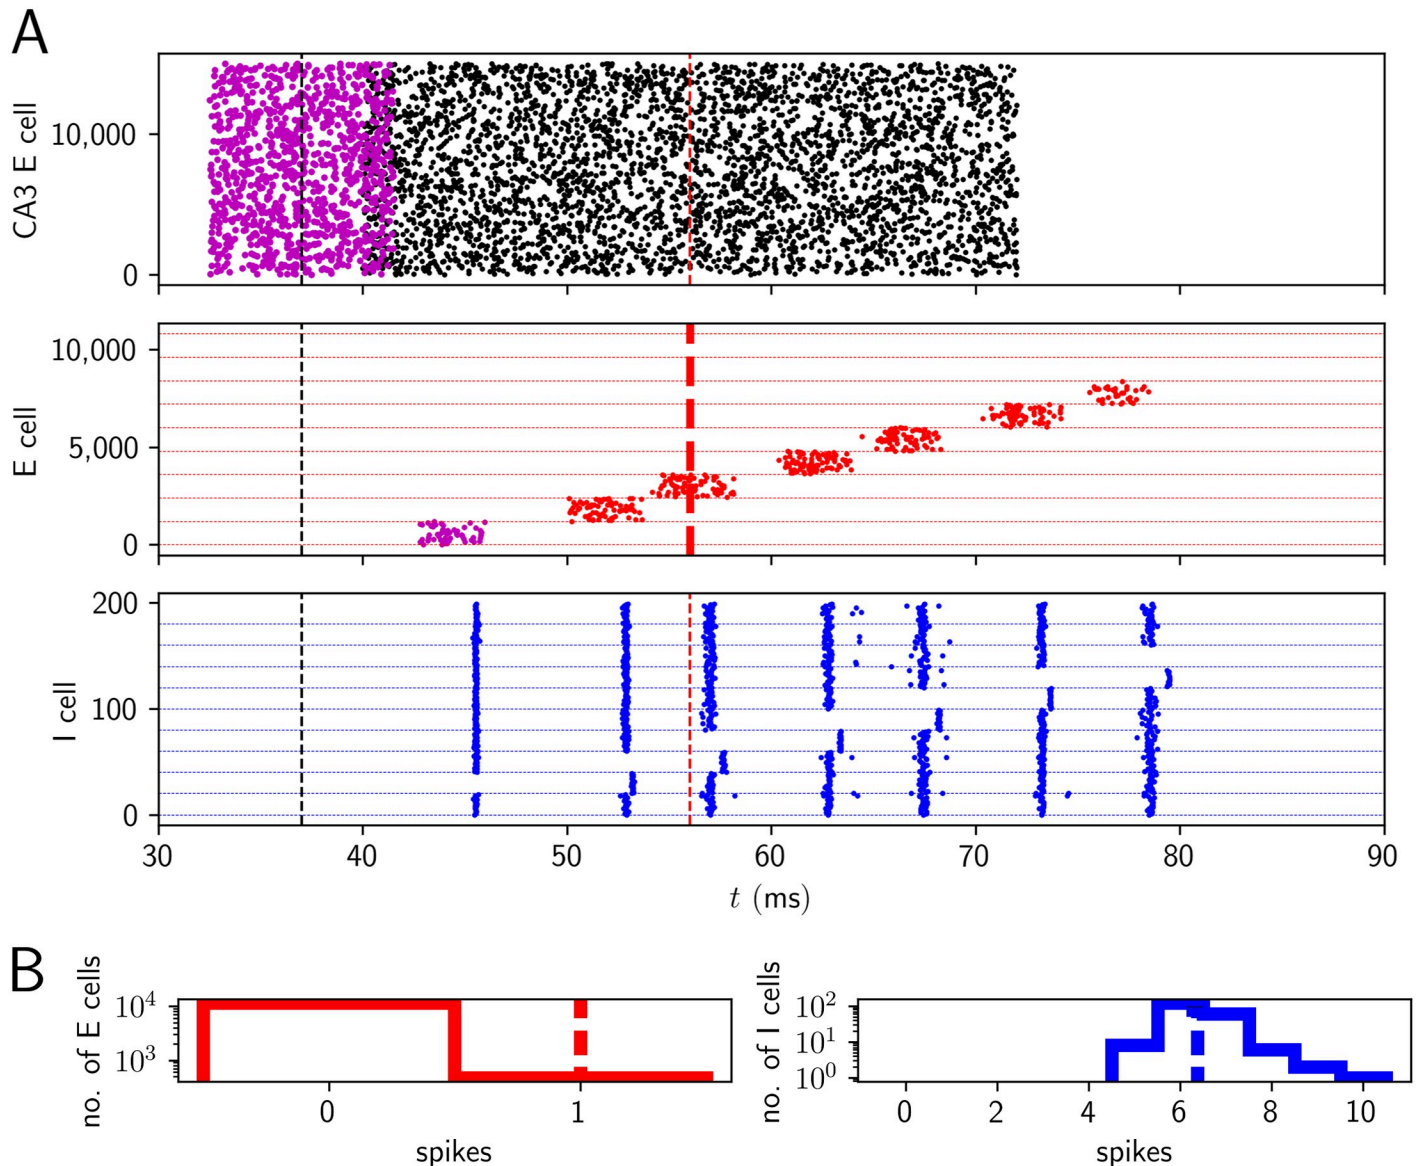 A
CA3 E cell
10,000
0
E cell
10,000
5,000
0
I cell
200
100
0
30 40 50 60 70 80 90
t (ms)
B
no. of E cells
10^4
10^3
0 1
spikes
no. of I cells
10^2
10^1
10^0
0 2 4 6 8 10
spikes